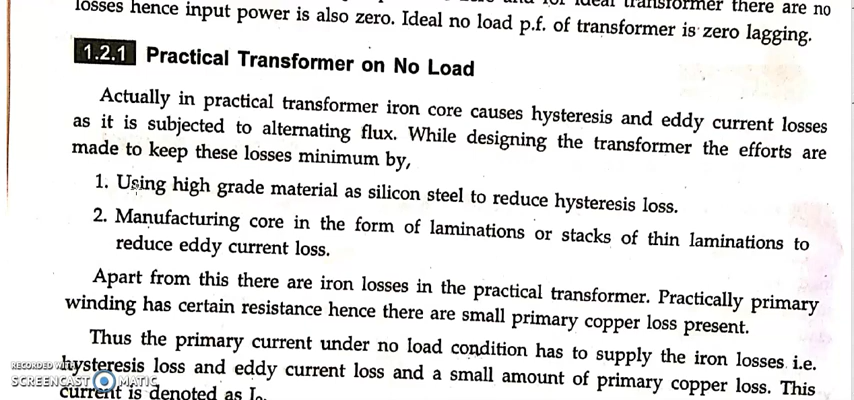 losses hence input power is also zero. Ideal no load p.f. of transformer is zero lagging.
1.2.1 Practical Transformer on No Load
Actually in practical transformer iron core causes hysteresis and eddy current losses
as it is subjected to alternating flux. While designing the transformer the efforts are
made to keep these losses minimum by,
1. Using high grade material as silicon steel to reduce hysteresis loss.
2. Manufacturing core in the form of laminations or stacks of thin laminations to
reduce eddy current loss.
Apart from this there are iron losses in the practical transformer. Practically primary
winding has certain resistance hence there are small primary copper loss present.
Thus the primary current under no load condition has to supply the iron losses i.e.
hysteresis loss and eddy current loss and a small amount of primary copper loss. This
current is denoted as
RECORDED WITH
SCREENCAST MATIC